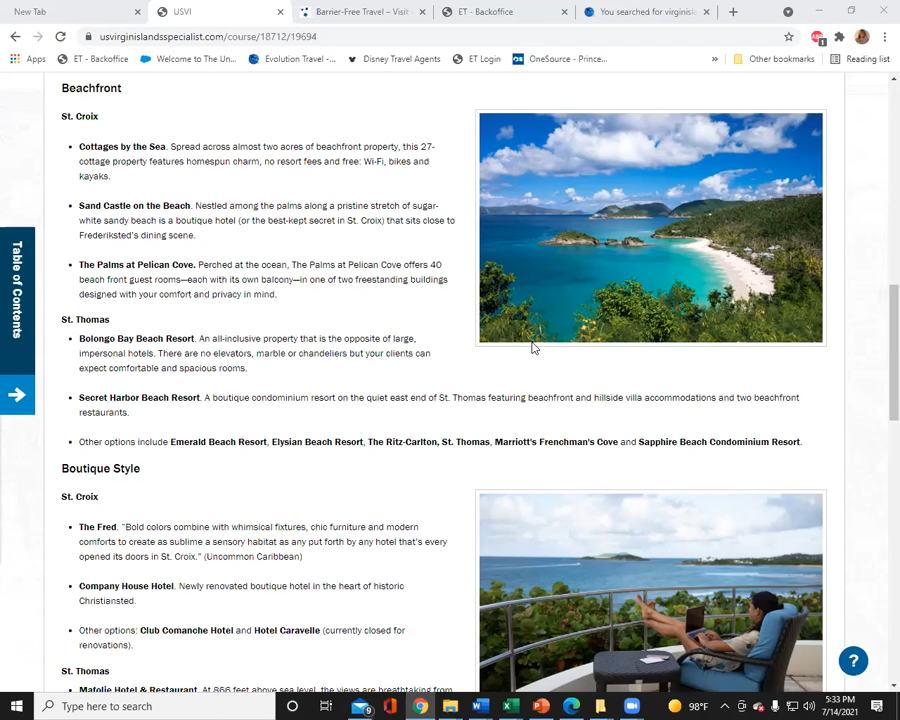 New Tab
USVI
Barrier-Free Travel – Visit
ET - Backoffice
You searched for virginisl
usvirginislandsspecialist.com/course/18712/19694
Apps
ET - Backoffice
Welcome to The Un...
Evolution Travel,...
Disney Travel Agents
ET Login
OneSource - Prince...
»
Other bookmarks
Reading list
Beachfront
St. Croix
• Cottages by the Sea. Spread across almost two acres of beachfront property, this 27-
cottage property features homespun charm, no resort fees and free: Wi-Fi, bikes and
kayaks.
• Sand Castle on the Beach. Nestled among the palms along a pristine stretch of sugar-
white sandy beach is a boutique hotel (or the best-kept secret in St. Croix) that sits close to
Frederiksted's dining scene.
• The Palms at Pelican Cove. Perched at the ocean, The Palms at Pelican Cove offers 40
beach front guest rooms—each with its own balcony—in one of two freestanding buildings
designed with your comfort and privacy in mind.
St. Thomas
• Bolongo Bay Beach Resort. An all-inclusive property that is the opposite of large,
impersonal hotels. There are no elevators, marble or chandeliers but your clients can
expect comfortable and spacious rooms.
• Secret Harbor Beach Resort. A boutique condominium resort on the quiet east end of St. Thomas featuring beachfront and hillside villa accommodations and two beachfront
restaurants.
• Other options include Emerald Beach Resort, Elysian Beach Resort, The Ritz-Carlton, St. Thomas, Marriott's Frenchman's Cove and Sapphire Beach Condominium Resort.
Boutique Style
St. Croix
• The Fred. "Bold colors combine with whimsical fixtures, chic furniture and modern
comforts to create as sublime a sensory habitat as any put forth by any hotel that's every
opened its doors in St. Croix." (Uncommon Caribbean)
• Company House Hotel. Newly renovated boutique hotel in the heart of historic
Christiansted.
• Other options: Club Comanche Hotel and Hotel Caravelle (currently closed for
renovations).
St. Thomas
• Mafolie Hotel & Restaurant. At 866 feet above sea level, the views are breathtaking from
Table of Contents
?
Type here to search
9
98°F
5:33 PM
7/14/2021